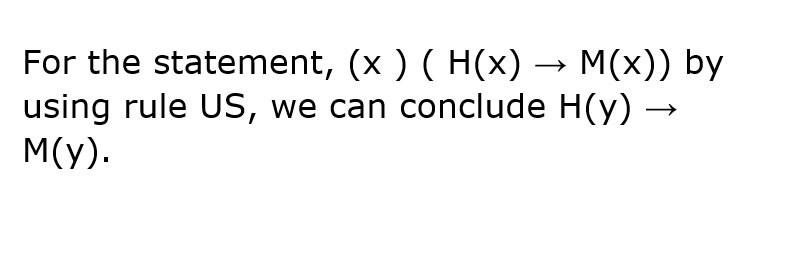 For the statement, (x ) ( H(x) → M(x)) by
using rule US, we can conclude H(y) →
M(y).